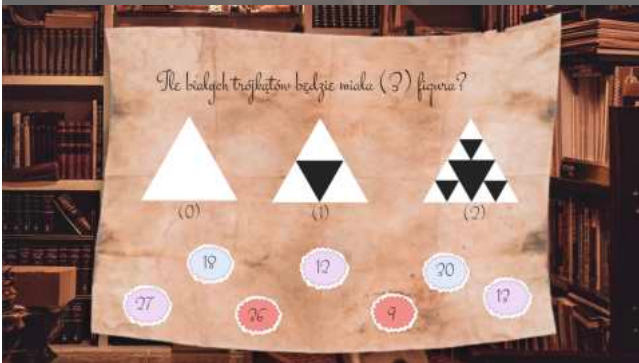 Ile białych trójkątów będzie miała (3) figura?
(0) (1) (2)
18 12 30
27 36 9 13